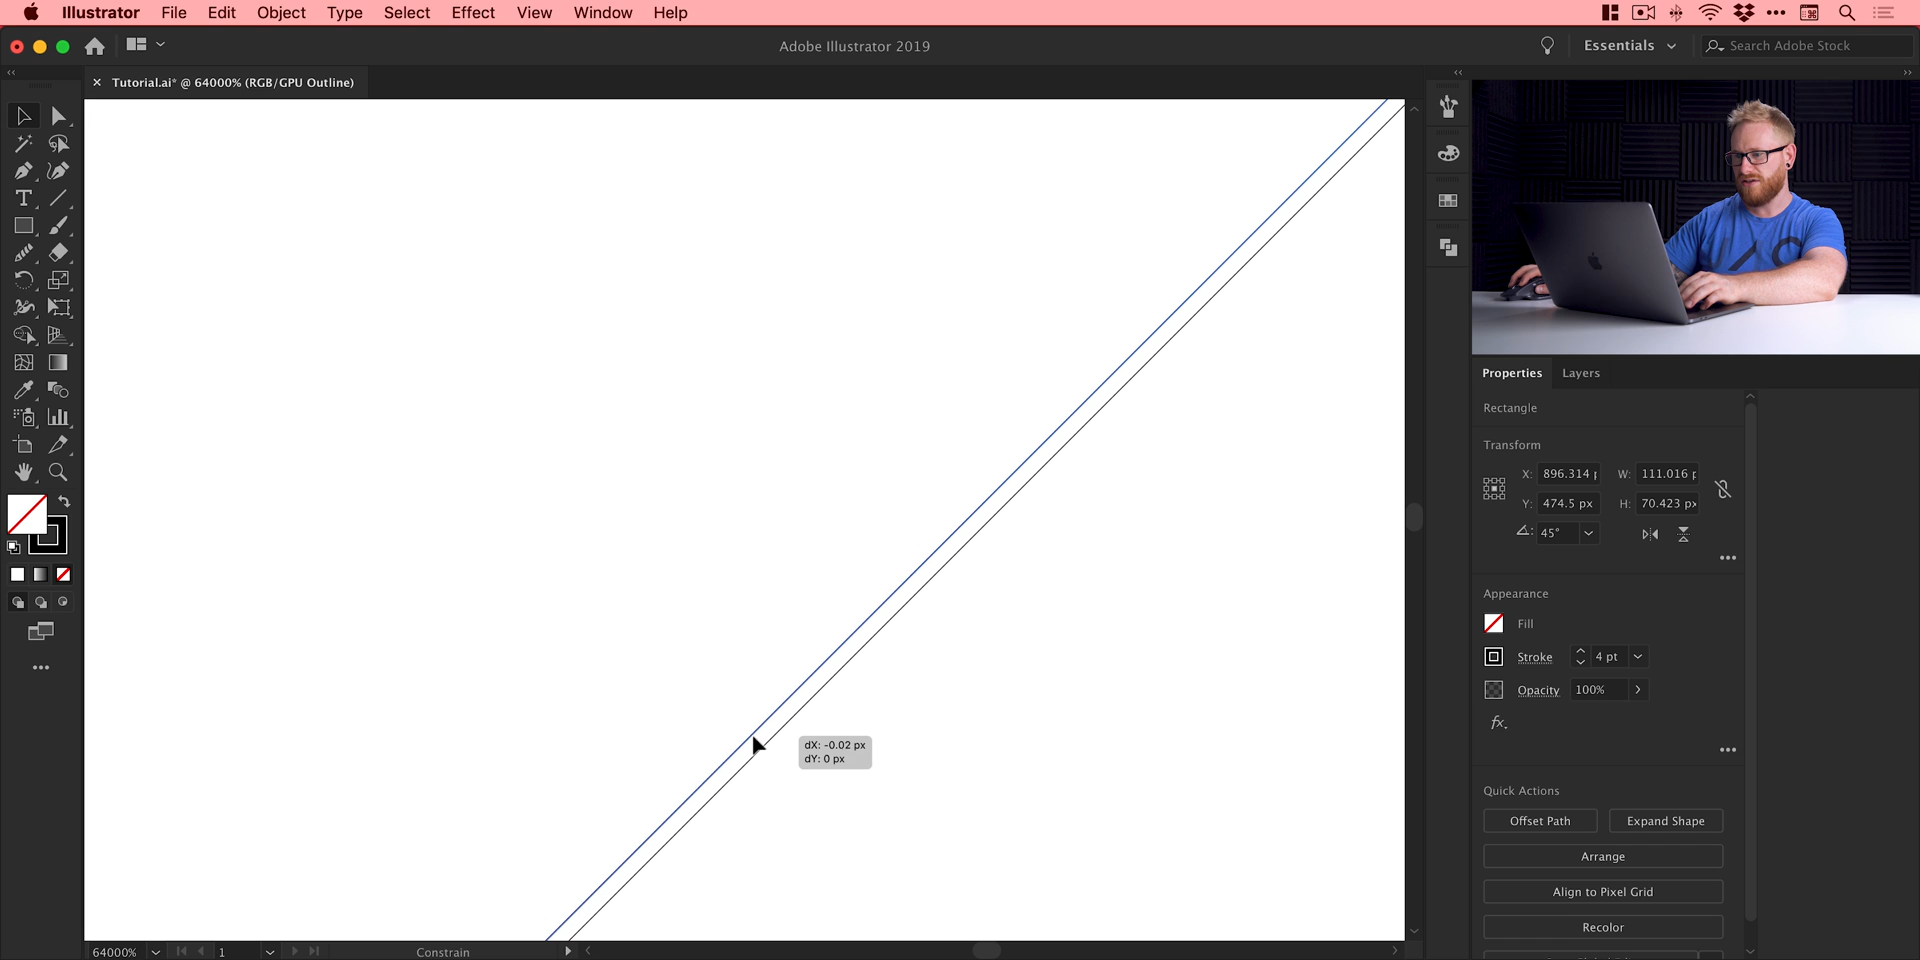 Illustrator File Edit Object Type Select Effect View Window Help
Adobe Illustrator 2019
Essentials
Search Adobe Stock
Tutorial.ai* @ 64000% (RGB/GPU Outline)
Properties Layers
Rectangle
Transform
X: 896.314 W: 111.016
Y: 474.5 px H: 70.423 px
45°
Appearance
Fill
Stroke 4 pt
Opacity 100%
fx.
dX: -0.02 px
dY: 0 px
Quick Actions
Offset Path Expand Shape
Arrange
Align to Pixel Grid
Recolor
64000% 1 Constrain